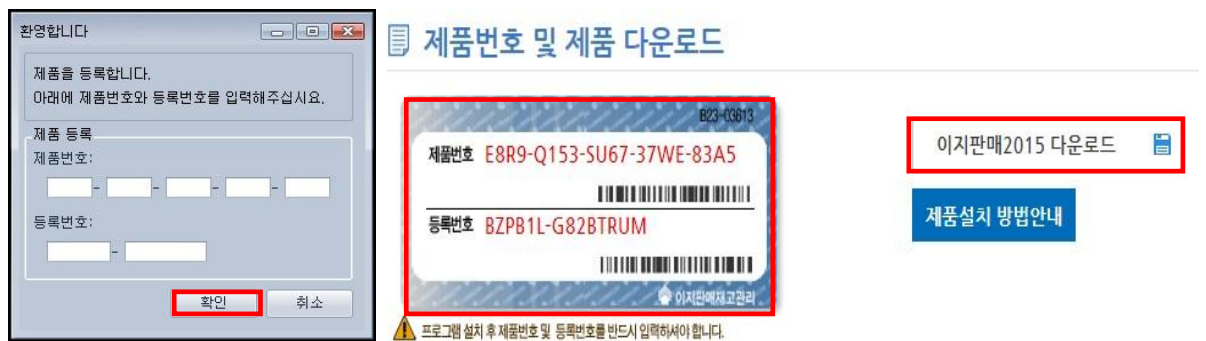 환영합니다
제품을 등록합니다.
아래에 제품번호와 등록번호를 입력해주십시요.
제품 등록
제품번호:
- - - -
등록번호:
-
확인 취소
제품번호 및 제품 다운로드
B23-03613
제품번호 E8R9-Q153-SU67-37WE-83A5
등록번호 BZPB1L-G82BTRUM
이지판매재고관리
프로그램 설치 후 제품번호 및 등록번호를 반드시 입력하셔야 합니다.
이지판매2015 다운로드
제품설치 방법안내